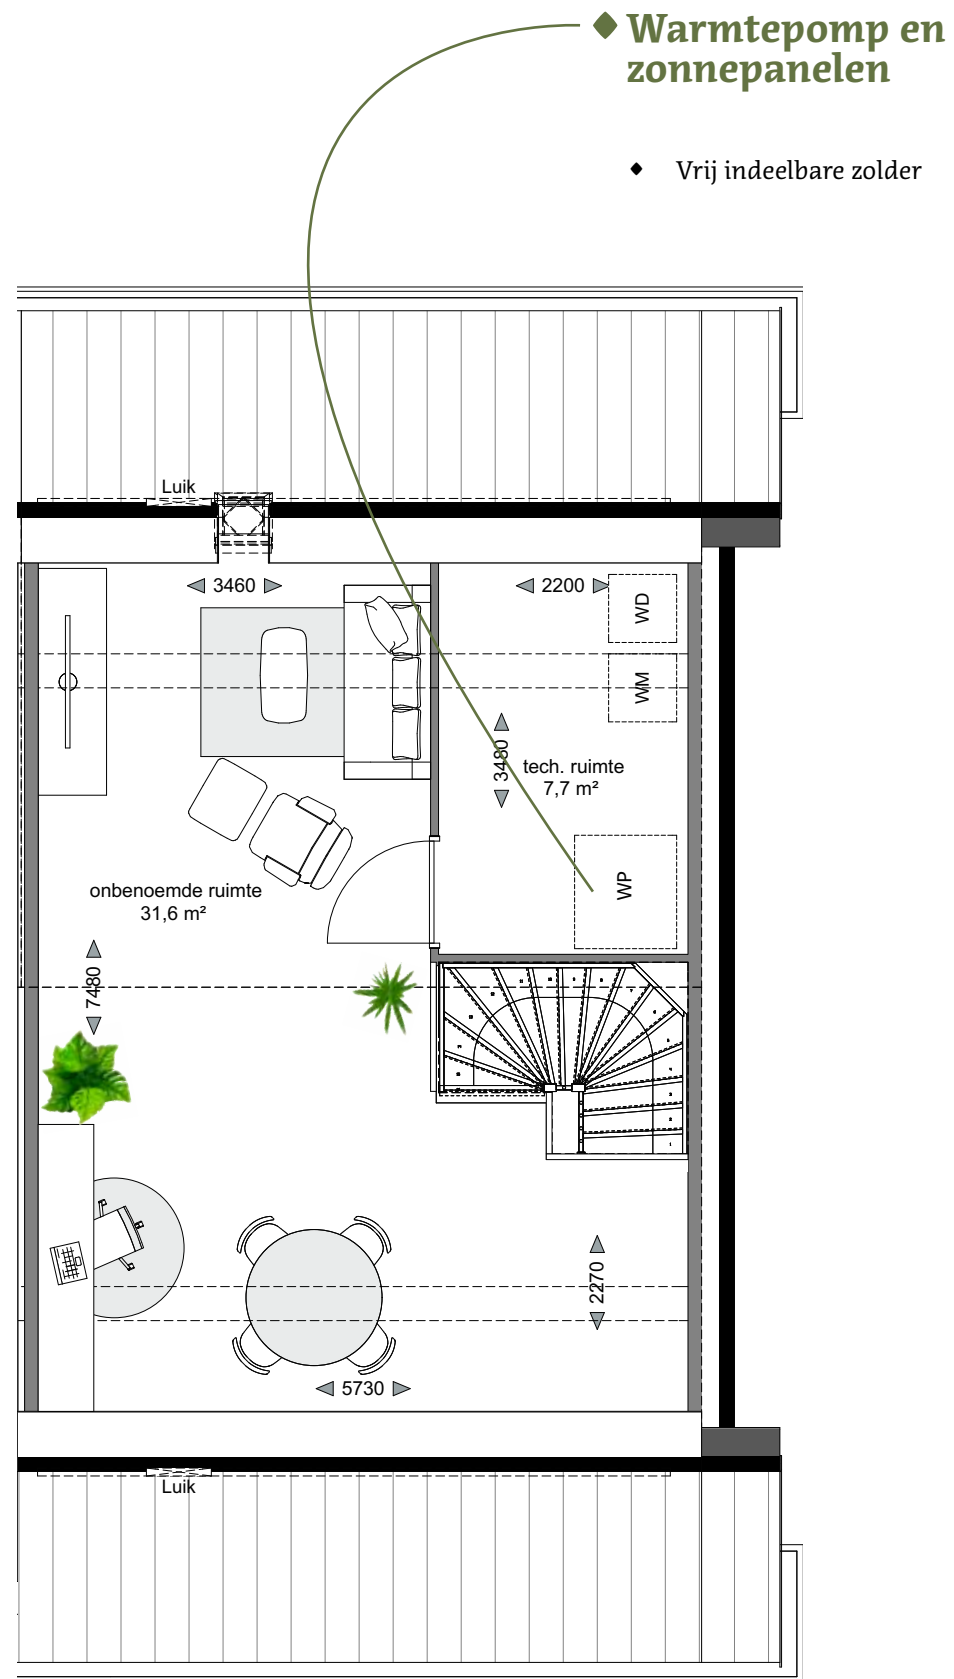 Warmtepomp en
zonnepanelen
Vrij indeelbare zolder
Luik
3460
2200
WD
WM
3480
tech. ruimte
7,7 m²
WP
onbenoemde ruimte
31,6 m²
7480
2270
5730
Luik